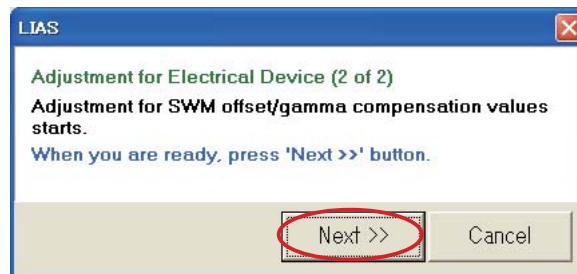 LIAS
Adjustment for Electrical Device (2 of 2)
Adjustment for SWM offset/gamma compensation values
starts.
When you are ready, press 'Next >>' button.
Next >>
Cancel